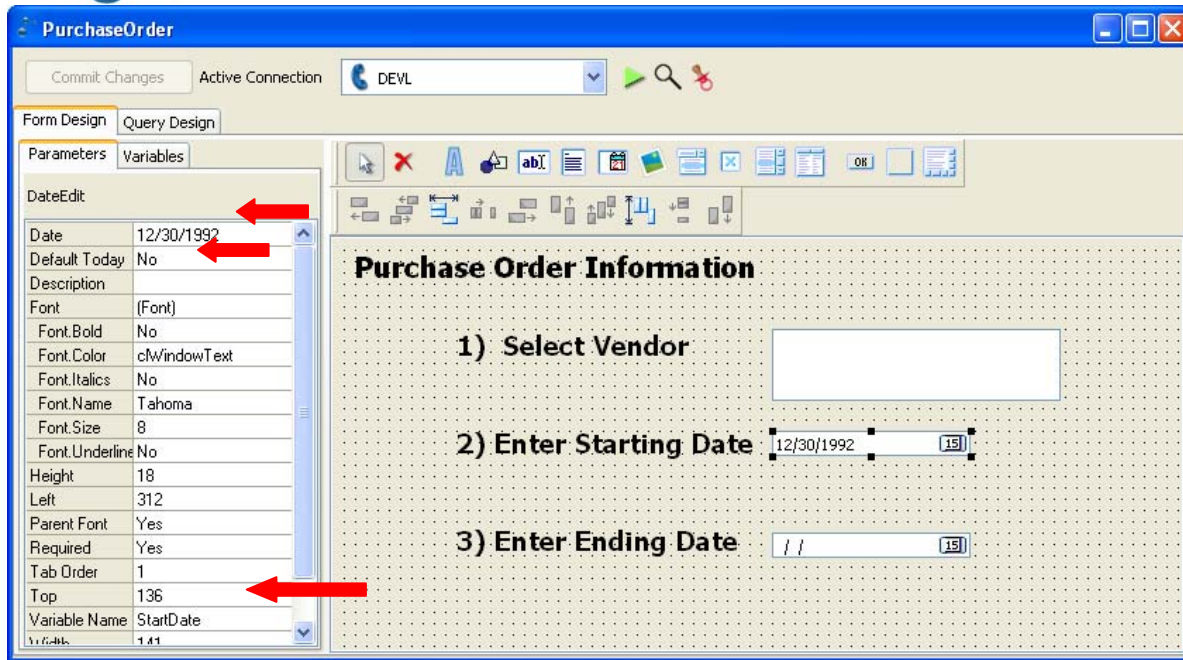 PurchaseOrder
Commit Changes Active Connection DEVL
Form Design Query Design
Parameters Variables
DateEdit
Date 12/30/1992
Default Today No
Description
Font (Font)
Font.Bold No
Font.Color clWindowText
Font.Italics No
Font.Name Tahoma
Font.Size 8
Font.Underline No
Height 18
Left 312
Parent Font Yes
Required Yes
Tab Order 1
Top 136
Variable Name StartDate
Width 141
A abI 21 OK
Purchase Order Information
1) Select Vendor
2) Enter Starting Date 12/30/1992 15
3) Enter Ending Date / / 15